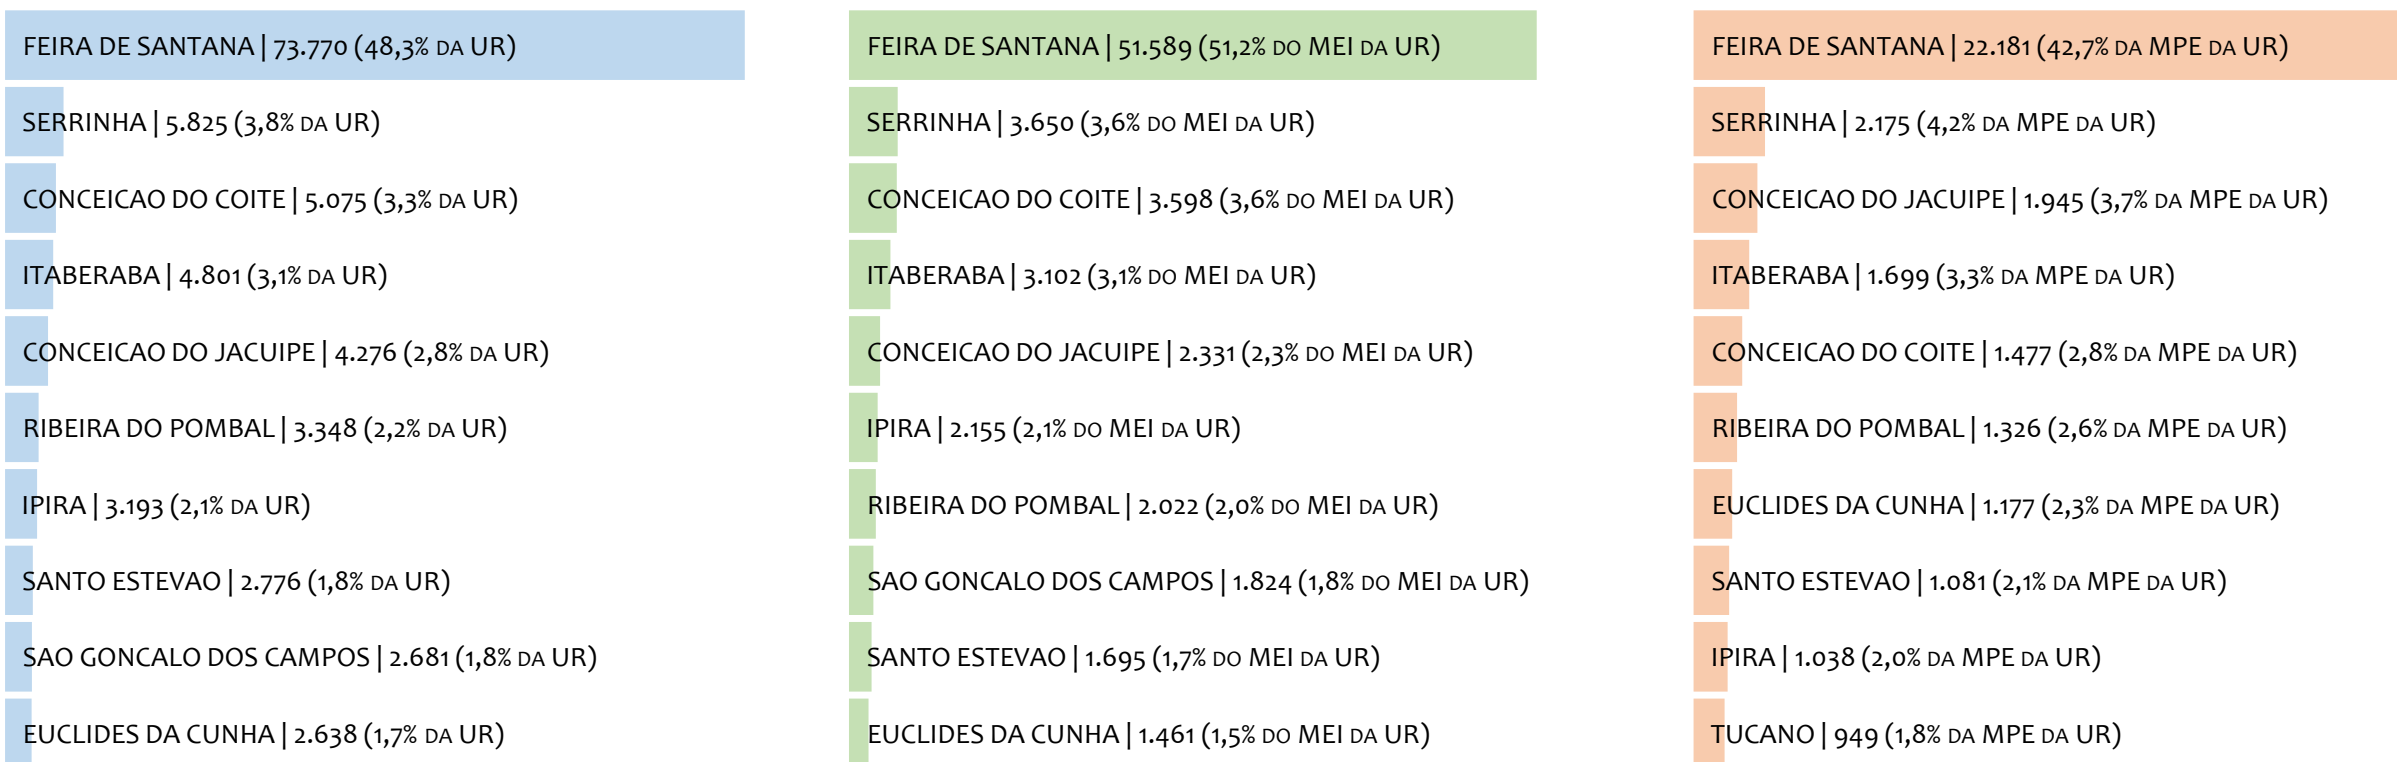 FEIRA DE SANTANA | 73.770 (48,3% DA UR)
SERRINHA | 5.825 (3,8% DA UR)
CONCEICAO DO COITE | 5.075 (3,3% DA UR)
ITABERABA | 4.801 (3,1% DA UR)
CONCEICAO DO JACUIPE | 4.276 (2,8% DA UR)
RIBEIRA DO POMBAL | 3.348 (2,2% DA UR)
IPIRA | 3.193 (2,1% DA UR)
SANTO ESTEVAO | 2.776 (1,8% DA UR)
SAO GONCALO DOS CAMPOS | 2.681 (1,8% DA UR)
EUCLIDES DA CUNHA | 2.638 (1,7% DA UR)
FEIRA DE SANTANA | 51.589 (51,2% DO MEI DA UR)
SERRINHA | 3.650 (3,6% DO MEI DA UR)
CONCEICAO DO COITE | 3.598 (3,6% DO MEI DA UR)
ITABERABA | 3.102 (3,1% DO MEI DA UR)
CONCEICAO DO JACUIPE | 2.331 (2,3% DO MEI DA UR)
IPIRA | 2.155 (2,1% DO MEI DA UR)
RIBEIRA DO POMBAL | 2.022 (2,0% DO MEI DA UR)
SAO GONCALO DOS CAMPOS | 1.824 (1,8% DO MEI DA UR)
SANTO ESTEVAO | 1.695 (1,7% DO MEI DA UR)
EUCLIDES DA CUNHA | 1.461 (1,5% DO MEI DA UR)
FEIRA DE SANTANA | 22.181 (42,7% DA MPE DA UR)
SERRINHA | 2.175 (4,2% DA MPE DA UR)
CONCEICAO DO JACUIPE | 1.945 (3,7% DA MPE DA UR)
ITABERABA | 1.699 (3,3% DA MPE DA UR)
CONCEICAO DO COITE | 1.477 (2,8% DA MPE DA UR)
RIBEIRA DO POMBAL | 1.326 (2,6% DA MPE DA UR)
EUCLIDES DA CUNHA | 1.177 (2,3% DA MPE DA UR)
SANTO ESTEVAO | 1.081 (2,1% DA MPE DA UR)
IPIRA | 1.038 (2,0% DA MPE DA UR)
TUCANO | 949 (1,8% DA MPE DA UR)